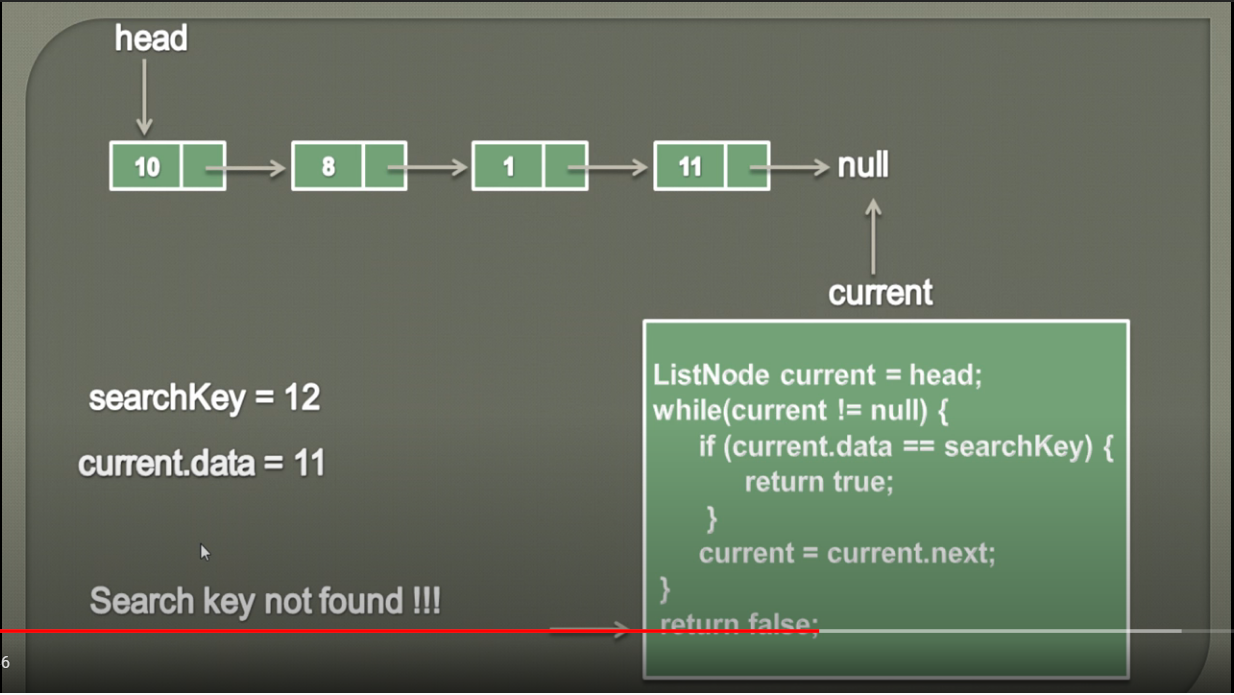 head
10 8 1 11 null
current
searchKey = 12
current.data = 11
Search key not found !!!
ListNode current = head;
while(current != null) {
if (current.data == searchKey) {
return true;
}
current = current.next;
}
return false;
6